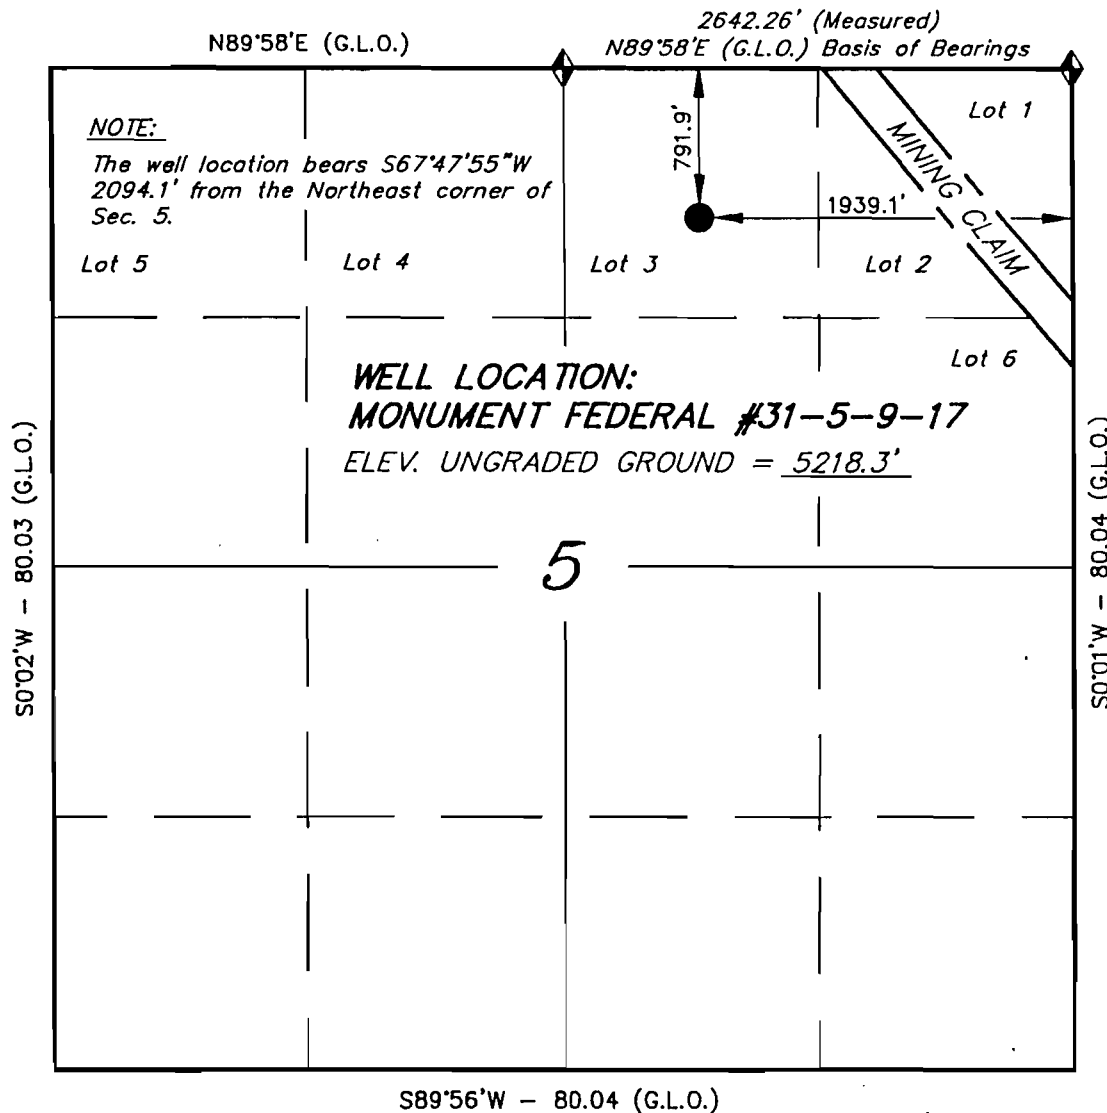 2642.26' (Measured)
N89°58'E (G.L.O.)
N89°58'E (G.L.O.) Basis of Bearings
NOTE:
The well location bears S67°47'55"W
2094.1' from the Northeast corner of
Sec. 5.
791.9'
1939.1'
Lot 1
MINING CLAIM
Lot 5
Lot 4
Lot 3
Lot 2
Lot 6
WELL LOCATION:
MONUMENT FEDERAL #31-5-9-17
ELEV. UNGRADED GROUND = 5218.3'
S0°02'W - 80.03 (G.L.O.)
5
S0°01'W - 80.04 (G.L.O.)
S89°56'W - 80.04 (G.L.O.)